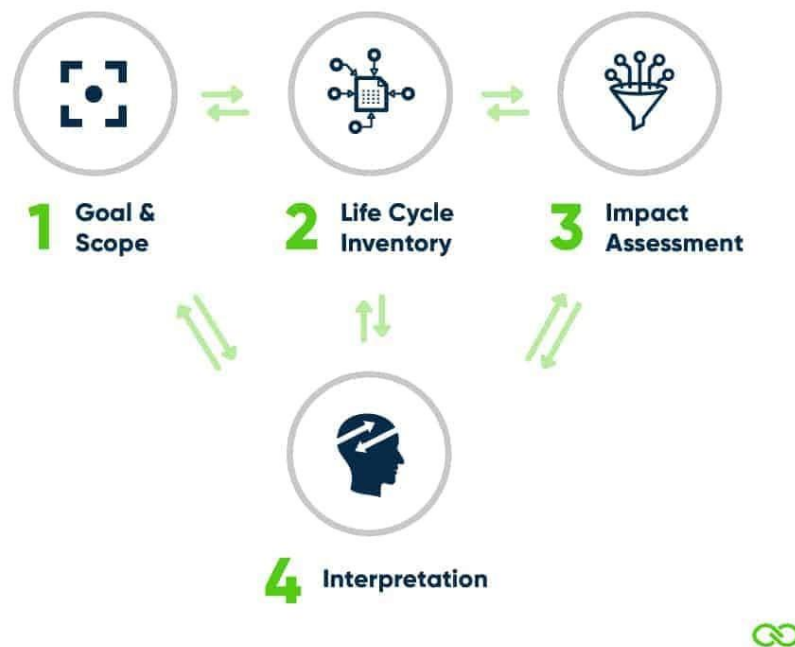 1 Goal &
Scope
2 Life Cycle
Inventory
3 Impact
Assessment
4 Interpretation